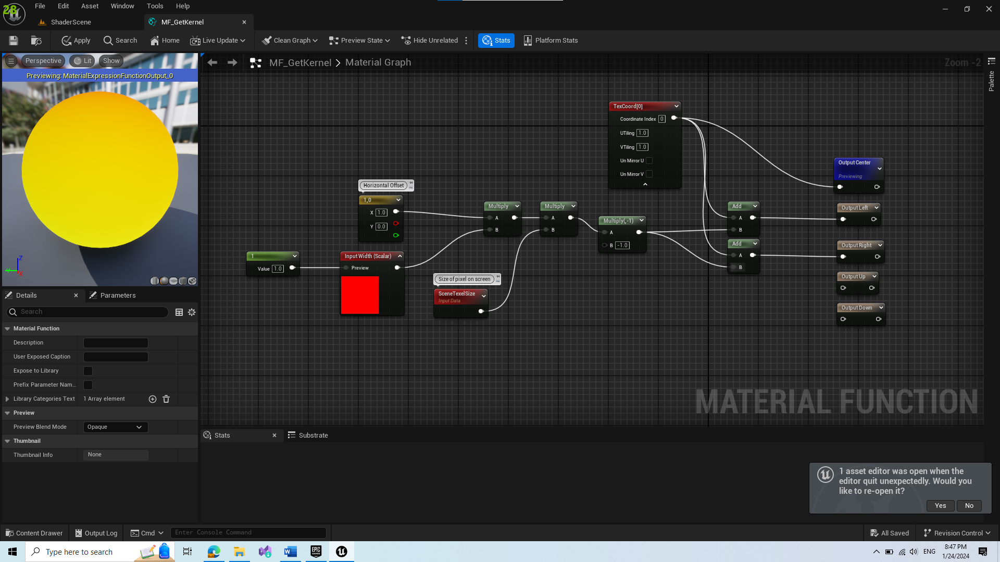 28
File Edit Asset Window Tools Help
ShaderScene
MF_GetKernel
Apply
Search
Home
Live Update
Clean Graph
Preview State
Hide Unrelated
Stats
Platform Stats
Perspective
Lit
Show
Previewing: MaterialExpressionFunctionOutput_0
Z
Y
X
MF_GetKernel > Material Graph
Zoom -2
Palette
TexCoord[0]
Coordinate Index 0
UTiling 1.0
VTiling 1.0
Un Mirror U
Un Mirror V
Horizontal Offset
1,0
X 1.0
Y 0.0
Multiply
A
B
Multiply
A
B
Multiply(,-1)
A
B -1.0
Add
A
B
Add
A
B
Output Center
Previewing
Output Left
Output Right
Output Up
Output Down
1
Value 1.0
Input Width (Scalar)
Preview
Size of pixel on screen
SceneTexelSize
Input Data
MATERIAL FUNCTION
Details
Parameters
Search
Material Function
Description
User Exposed Caption
Expose to Library
Prefix Parameter Nam...
Library Categories Text 1 Array element
Preview
Preview Blend Mode Opaque
Thumbnail
Thumbnail Info None
Stats
Substrate
1 asset editor was open when the
editor quit unexpectedly. Would you
like to re-open it?
Yes No
Content Drawer
Output Log
Cmd
Enter Console Command
All Saved
Revision Control
Type here to search
W
EPIC
GAMES
ENG
8:47 PM
1/24/2024